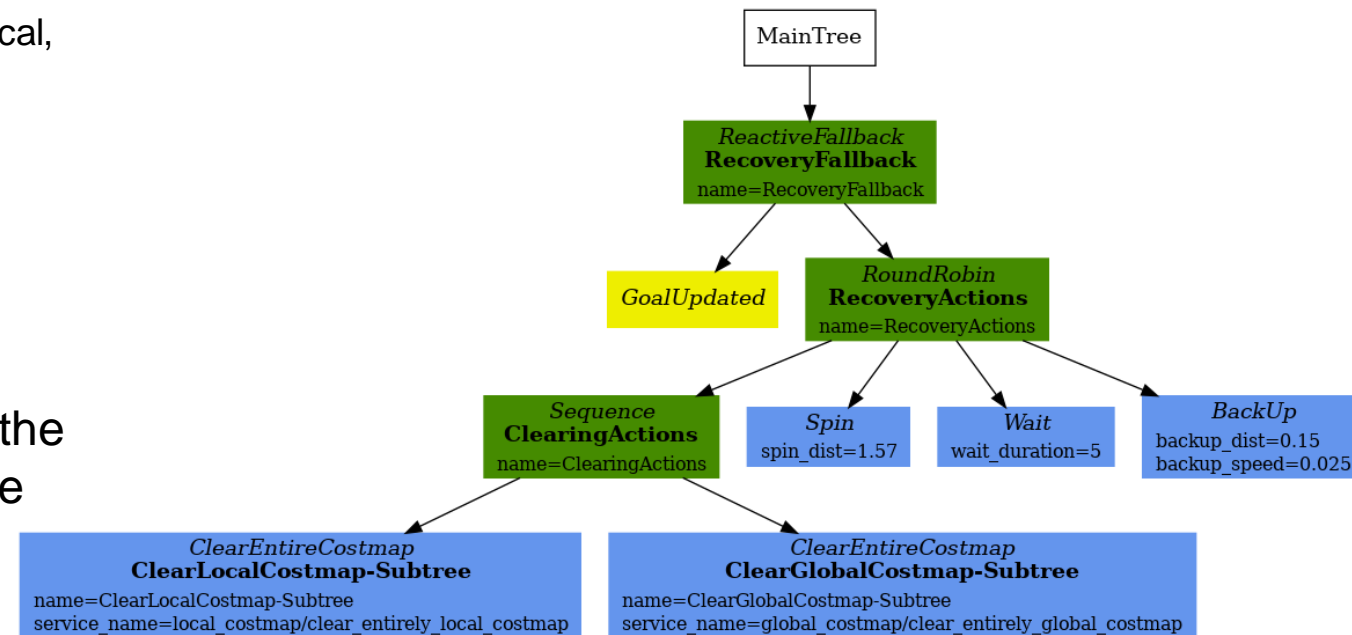 cal,
MainTree
ReactiveFallback
RecoveryFallback
name=RecoveryFallback
GoalUpdated
RoundRobin
RecoveryActions
name=RecoveryActions
the
e
Sequence
ClearingActions
name=ClearingActions
Spin
spin_dist=1.57
Wait
wait_duration=5
BackUp
backup_dist=0.15
backup_speed=0.025
ClearEntireCostmap
ClearLocalCostmap-Subtree
name=ClearLocalCostmap-Subtree
service_name=local_costmap/clear_entirely_local_costmap
ClearEntireCostmap
ClearGlobalCostmap-Subtree
name=ClearGlobalCostmap-Subtree
service_name=global_costmap/clear_entirely_global_costmap